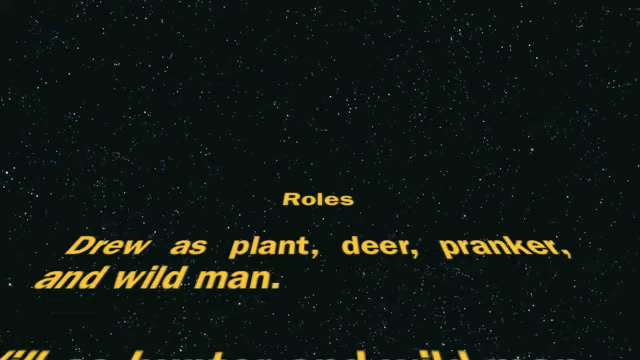 Roles
Drew as plant, deer, pranker,
and wild man.